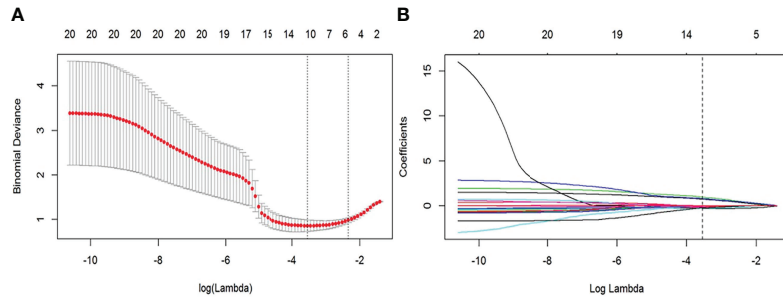 A
20 20 20 20 20 20 20 19 17 15 14 10 7 6 4 2
Binomial Deviance
4
3
2
1
-10 -8 -6 -4 -2
log(Lambda)
B
20 20 19 14 5
Coefficients
15
10
5
0
-10 -8 -6 -4 -2
Log Lambda